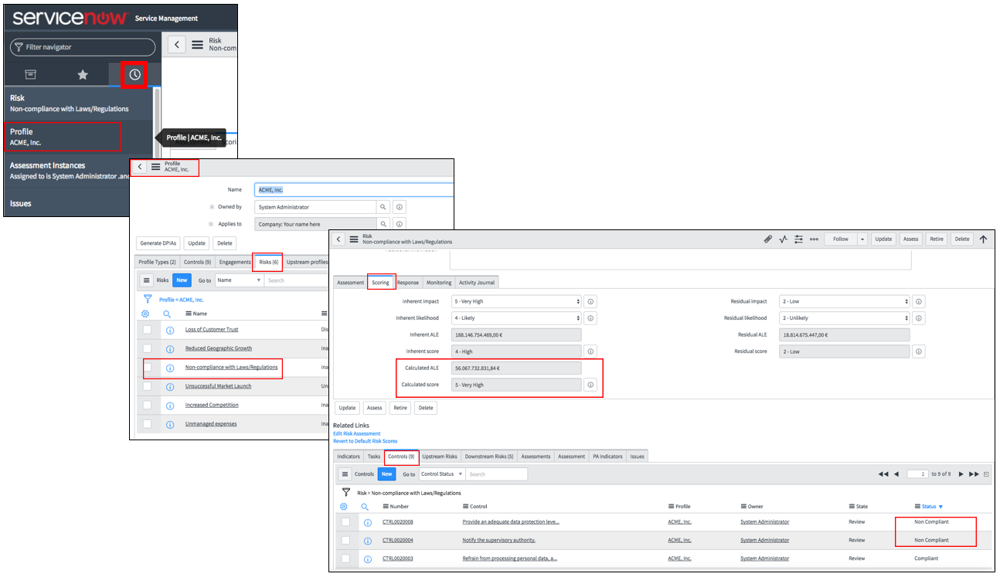 servicenow Service Management
Filter navigator
Risk
Non-com
Risk
Non-compliance with Laws/Regulations
Profile
ACME, Inc.
Profile | ACME, Inc.
Scori
Assessment Instances
Assigned to is System Administrator .and
Issues
Profile
ACME, Inc.
Name ACME, Inc.
Owned by System Administrator
Applies to Company: Your name here
Generate DPIAs Update Delete
Profile Types (2) Controls (9) Engagements Risks (6) Upstream profiles
Risks New Go to Name Search
Profile = ACME, Inc.
Name
Loss of Customer Trust Dis
Reduced Geographic Growth Ina
Non-compliance with Laws/Regulations Ina
Unsuccessful Market Launch Un
Increased Competition Ina
Unmanaged expenses Ina
Risk
Non-compliance with Laws/Regulations
Follow Update Assess Retire Delete
Assessment Scoring Response Monitoring Activity Journal
Inherent impact 5 - Very High Residual impact 2 - Low
Inherent likelihood 4 - Likely Residual likelihood 2 - Unlikely
Inherent ALE 188.146.754.469,00 € Residual ALE 18.814.675.447,00 €
Inherent score 4 - High Residual score 2 - Low
Calculated ALE 56.067.732.831,84 €
Calculated score 5 - Very High
Update Assess Retire Delete
Related Links
Edit Risk Assessment
Revert to Default Risk Scores
Indicators Tasks Controls (9) Upstream Risks Downstream Risks (5) Assessments Assessment PA Indicators Issues
Controls New Go to Control Status Search 1 to 9 of 9
Risk = Non-compliance with Laws/Regulations
Number Control Profile Owner State Status
CTRL0020008 Provide an adequate data protection leve... ACME, Inc. System Administrator Review Non Compliant
CTRL0020004 Notify the supervisory authority. ACME, Inc. System Administrator Review Non Compliant
CTRL0020003 Refrain from processing personal data, a... ACME, Inc. System Administrator Review Compliant